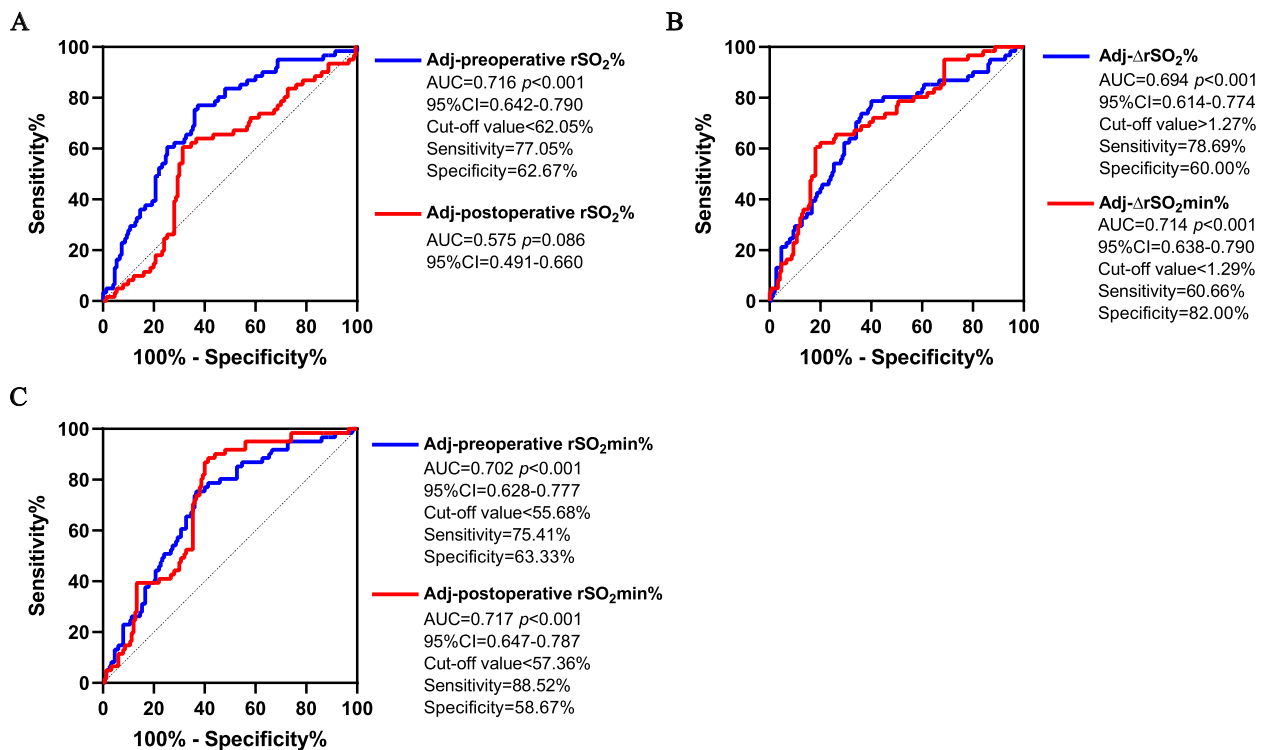 A
Sensitivity%
100
80
60
40
20
0
0 20 40 60 80 100
100% - Specificity%
Adj-preoperative rSO₂%
AUC=0.716 p<0.001
95%CI=0.642-0.790
Cut-off value<62.05%
Sensitivity=77.05%
Specificity=62.67%
Adj-postoperative rSO₂%
AUC=0.575 p=0.086
95%CI=0.491-0.660
B
Sensitivity%
100
80
60
40
20
0
0 20 40 60 80 100
100% - Specificity%
Adj-ΔrSO₂%
AUC=0.694 p<0.001
95%CI=0.614-0.774
Cut-off value>1.27%
Sensitivity=78.69%
Specificity=60.00%
Adj-ΔrSO₂min%
AUC=0.714 p<0.001
95%CI=0.638-0.790
Cut-off value<1.29%
Sensitivity=60.66%
Specificity=82.00%
C
Sensitivity%
100
80
60
40
20
0
0 20 40 60 80 100
100% - Specificity%
Adj-preoperative rSO₂min%
AUC=0.702 p<0.001
95%CI=0.628-0.777
Cut-off value<55.68%
Sensitivity=75.41%
Specificity=63.33%
Adj-postoperative rSO₂min%
AUC=0.717 p<0.001
95%CI=0.647-0.787
Cut-off value<57.36%
Sensitivity=88.52%
Specificity=58.67%